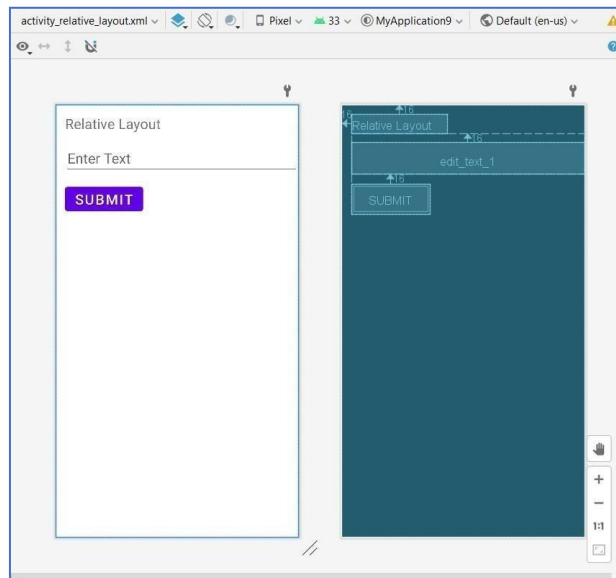 activity_relative_layout.xml Pixel 33 MyApplication9 Default (en-us)
Relative Layout
Enter Text
SUBMIT
16
16
Relative Layout
16
edit_text_1
16
SUBMIT
1:1